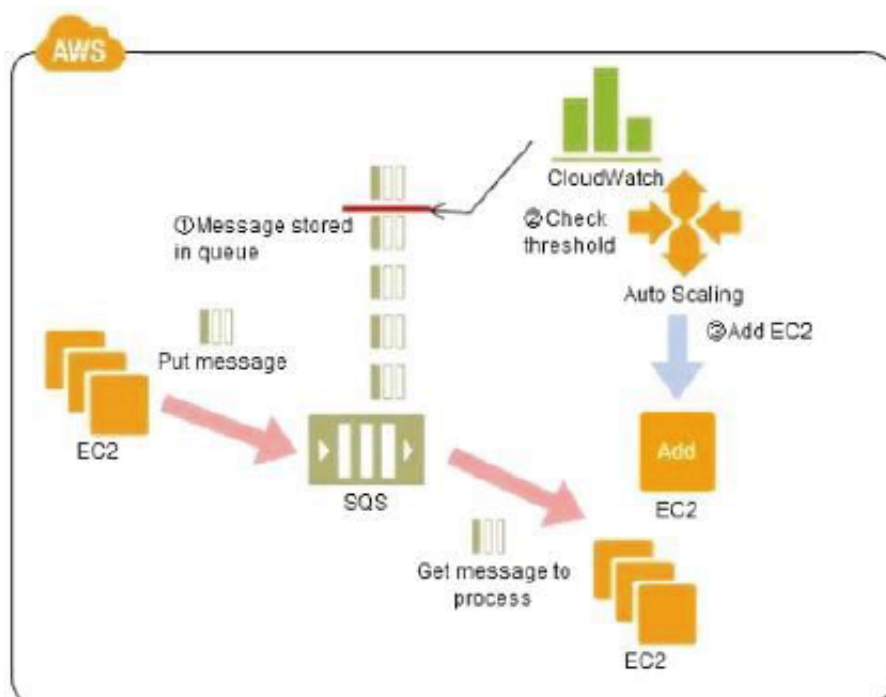 AWS
CloudWatch
①Message stored
in queue
②Check
threshold
Auto Scaling
③Add EC2
Put message
EC2
Add
SQS
EC2
Get message to
process
EC2